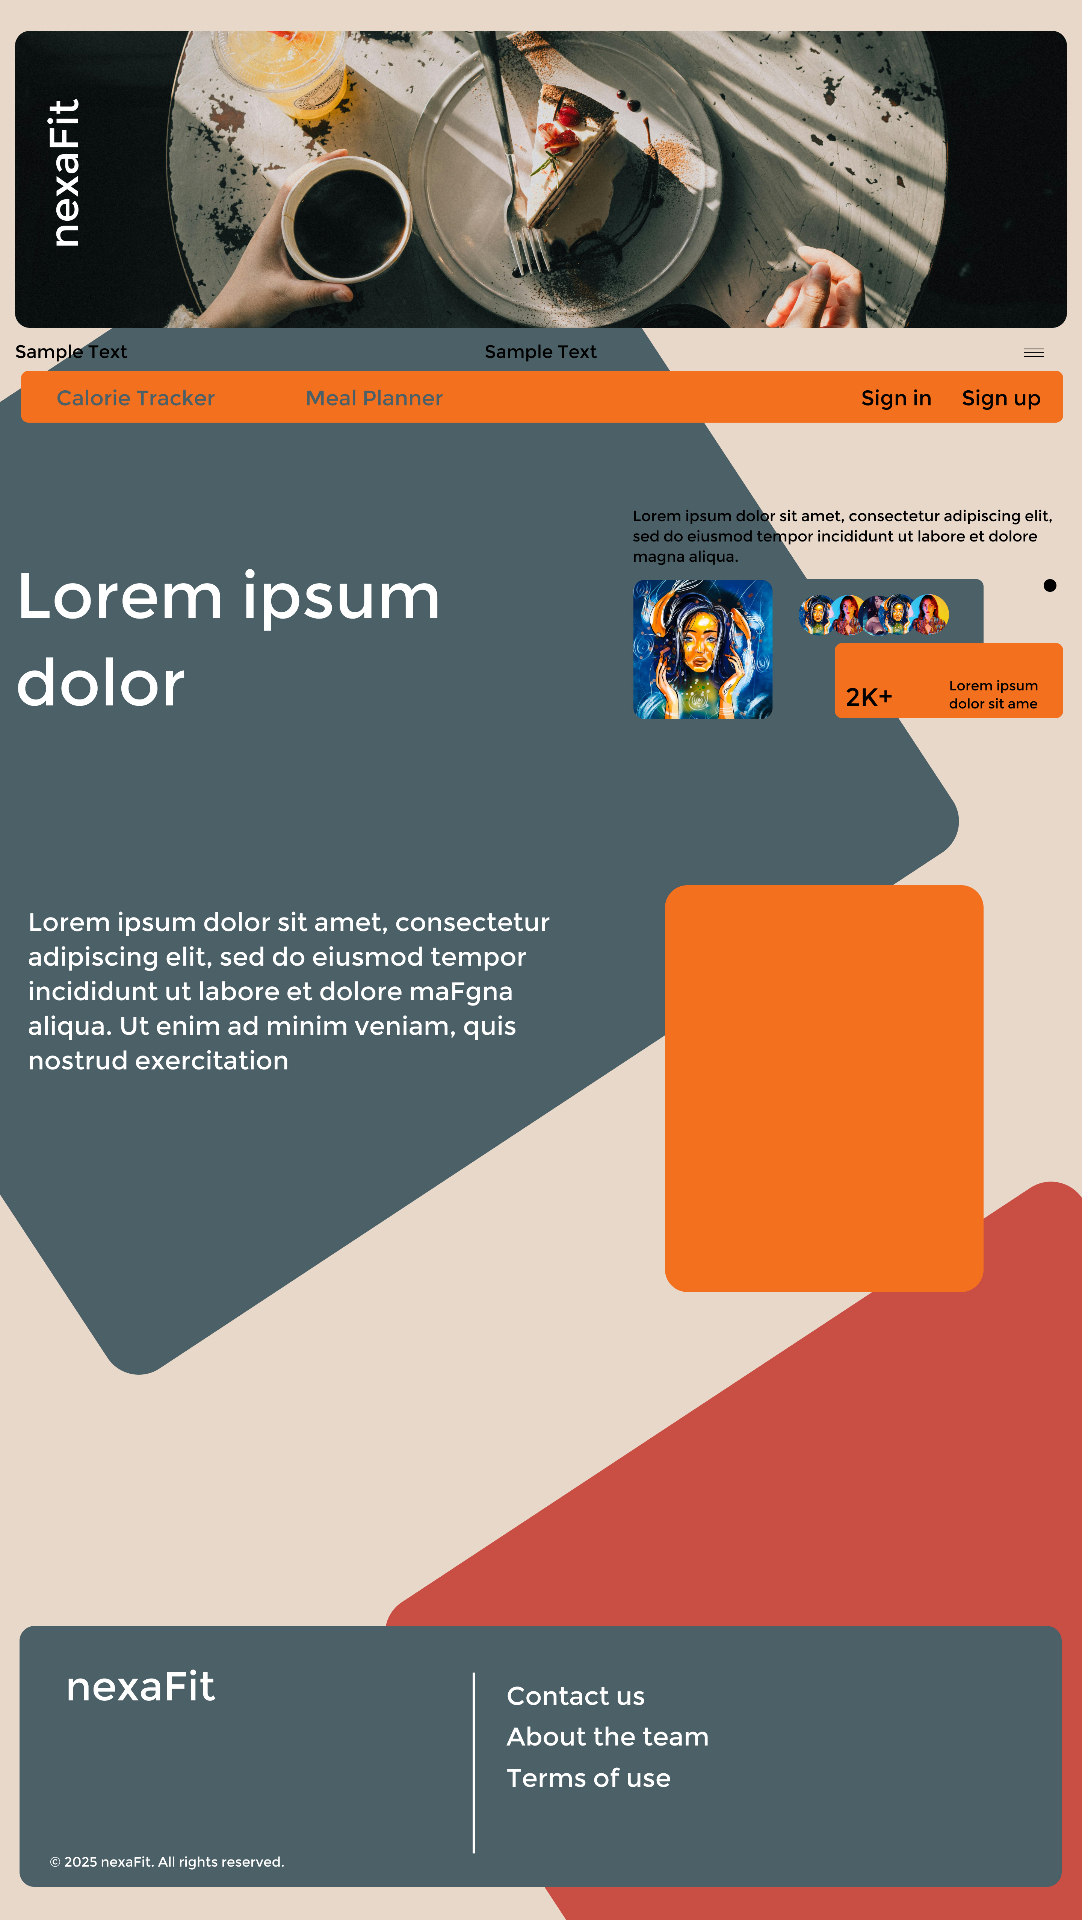 nexaFit
Sample Text
Sample Text
Calorie Tracker
Meal Planner
Sign in
Sign up
Lorem ipsum dolor sit amet, consectetur adipiscing elit,
sed do eiusmod tempor incididunt ut labore et dolore
magna aliqua.
Lorem ipsum
dolor
2K+
Lorem ipsum
dolor sit ame
Lorem ipsum dolor sit amet, consectetur
adipiscing elit, sed do eiusmod tempor
incididunt ut labore et dolore maFgna
aliqua. Ut enim ad minim veniam, quis
nostrud exercitation
nexaFit
Contact us
About the team
Terms of use
© 2025 nexaFit. All rights reserved.